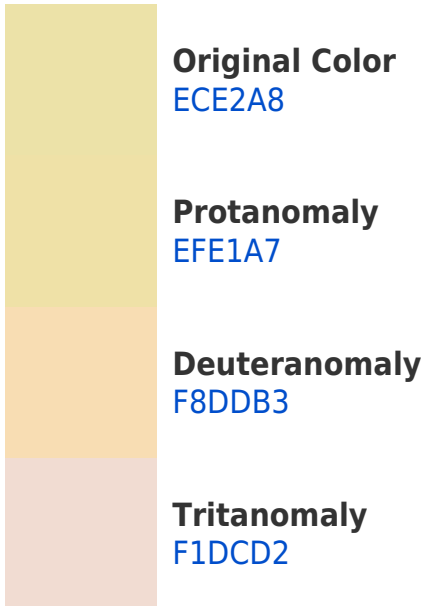 Original Color
ECE2A8
Protanomaly
EFE1A7
Deuteranomaly
F8DDB3
Tritanomaly
F1DCD2